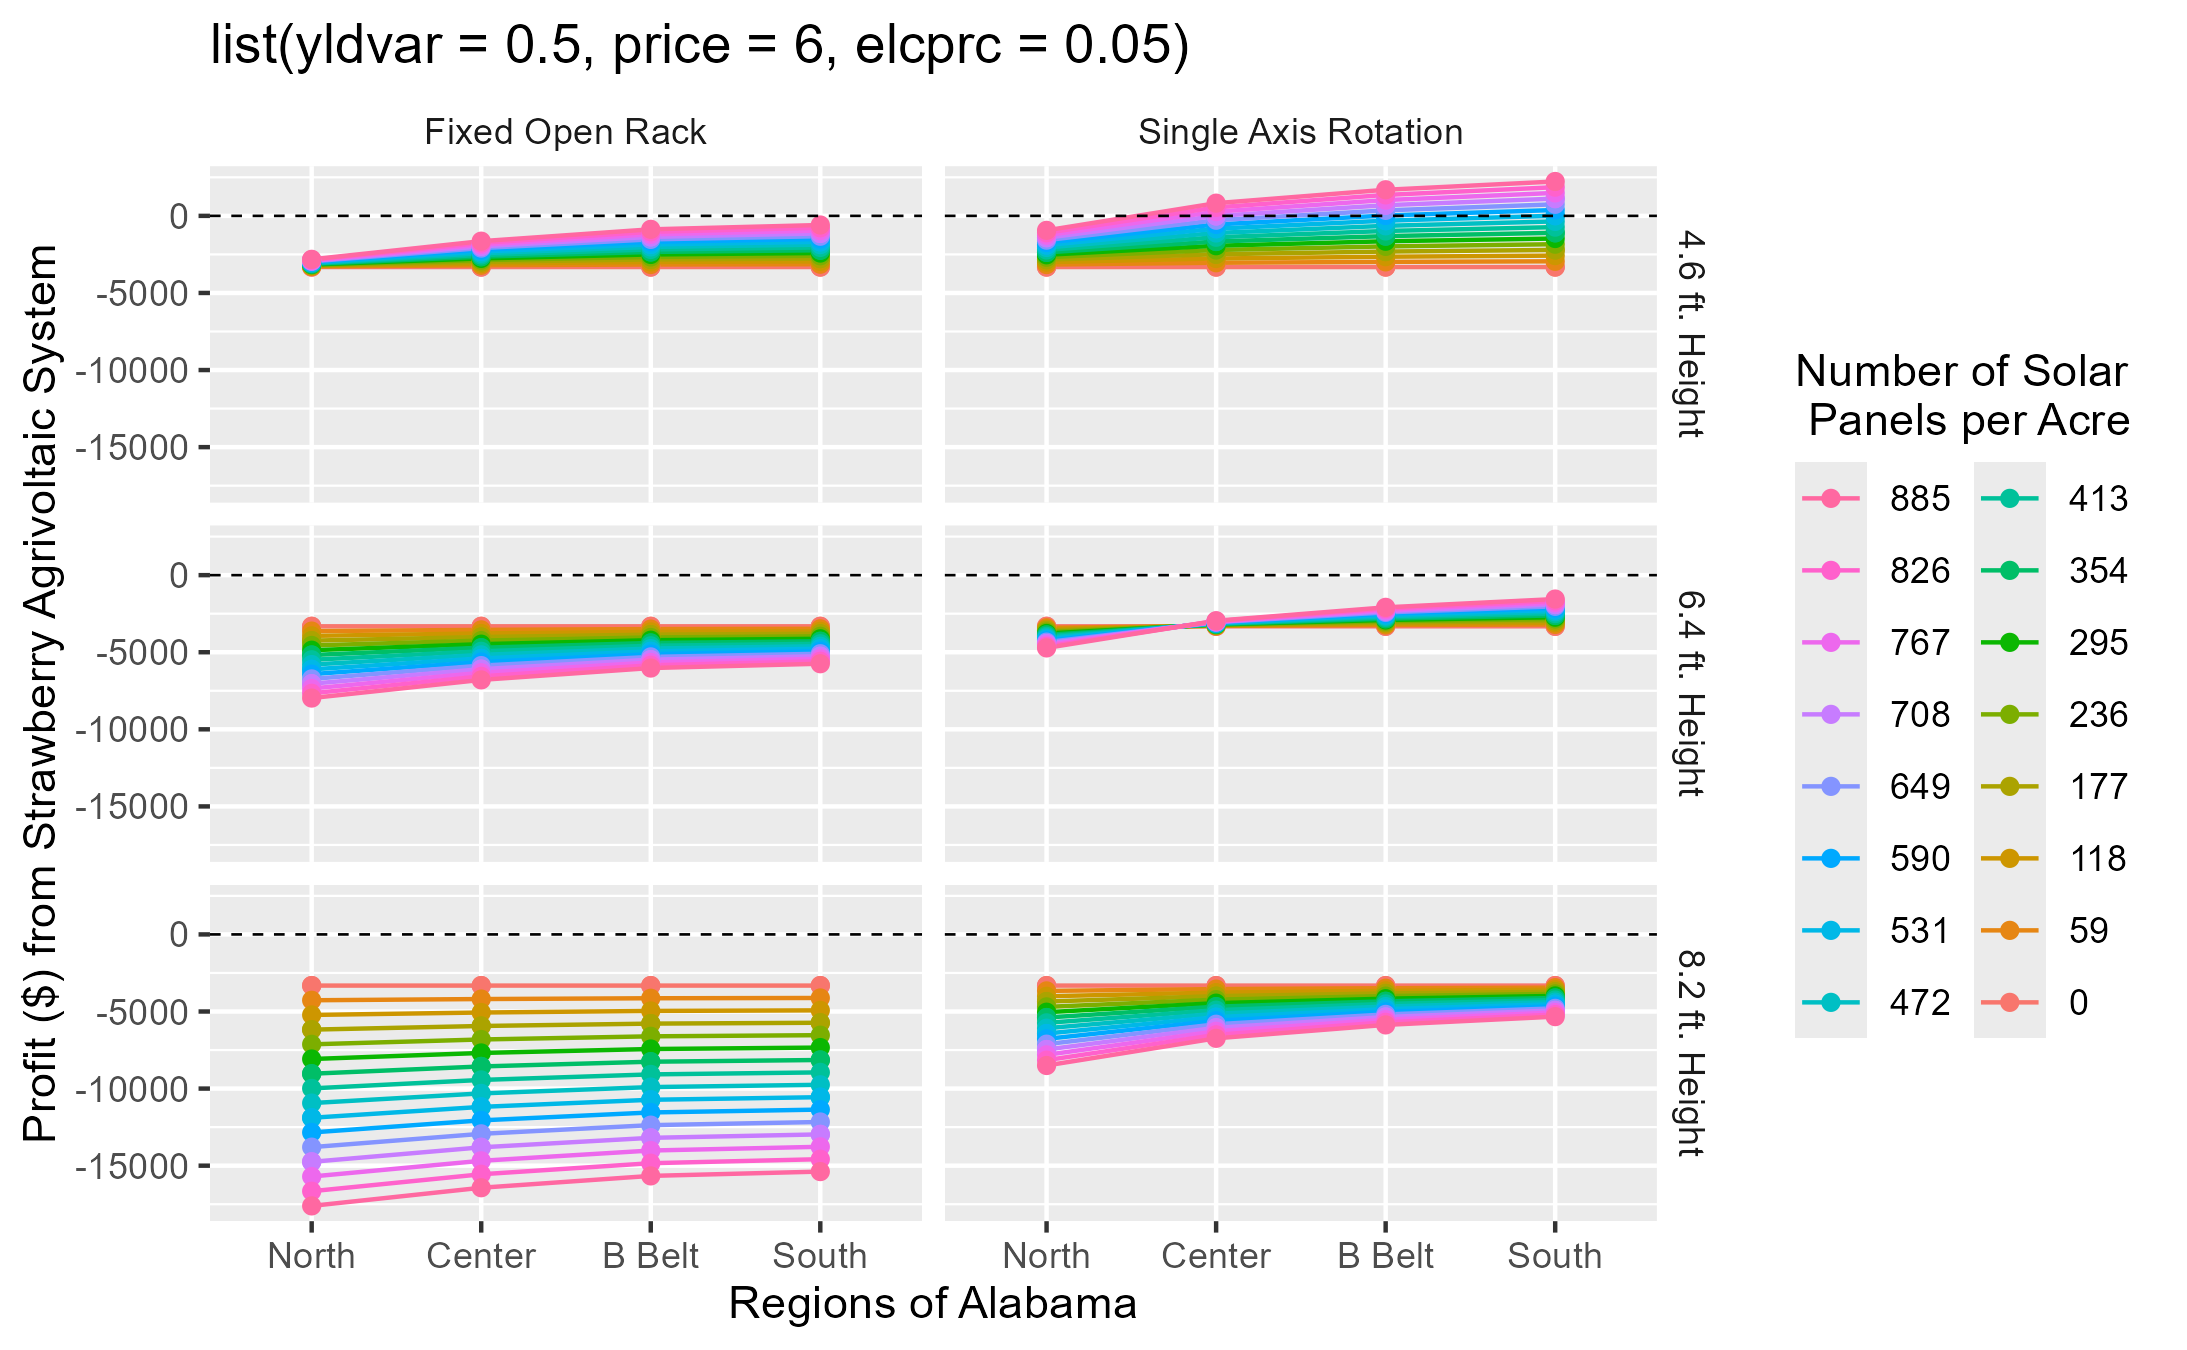 list(yldvar = 0.5, price = 6, elcprc = 0.05)
Fixed Open Rack
Single Axis Rotation
Profit ($) from Strawberry Agrivoltaic System
0
-5000
-10000
-15000
4.6 ft. Height
0
-5000
-10000
-15000
6.4 ft. Height
0
-5000
-10000
-15000
8.2 ft. Height
North Center B Belt South
North Center B Belt South
Regions of Alabama
Number of Solar
Panels per Acre
885
826
767
708
649
590
531
472
413
354
295
236
177
118
59
0